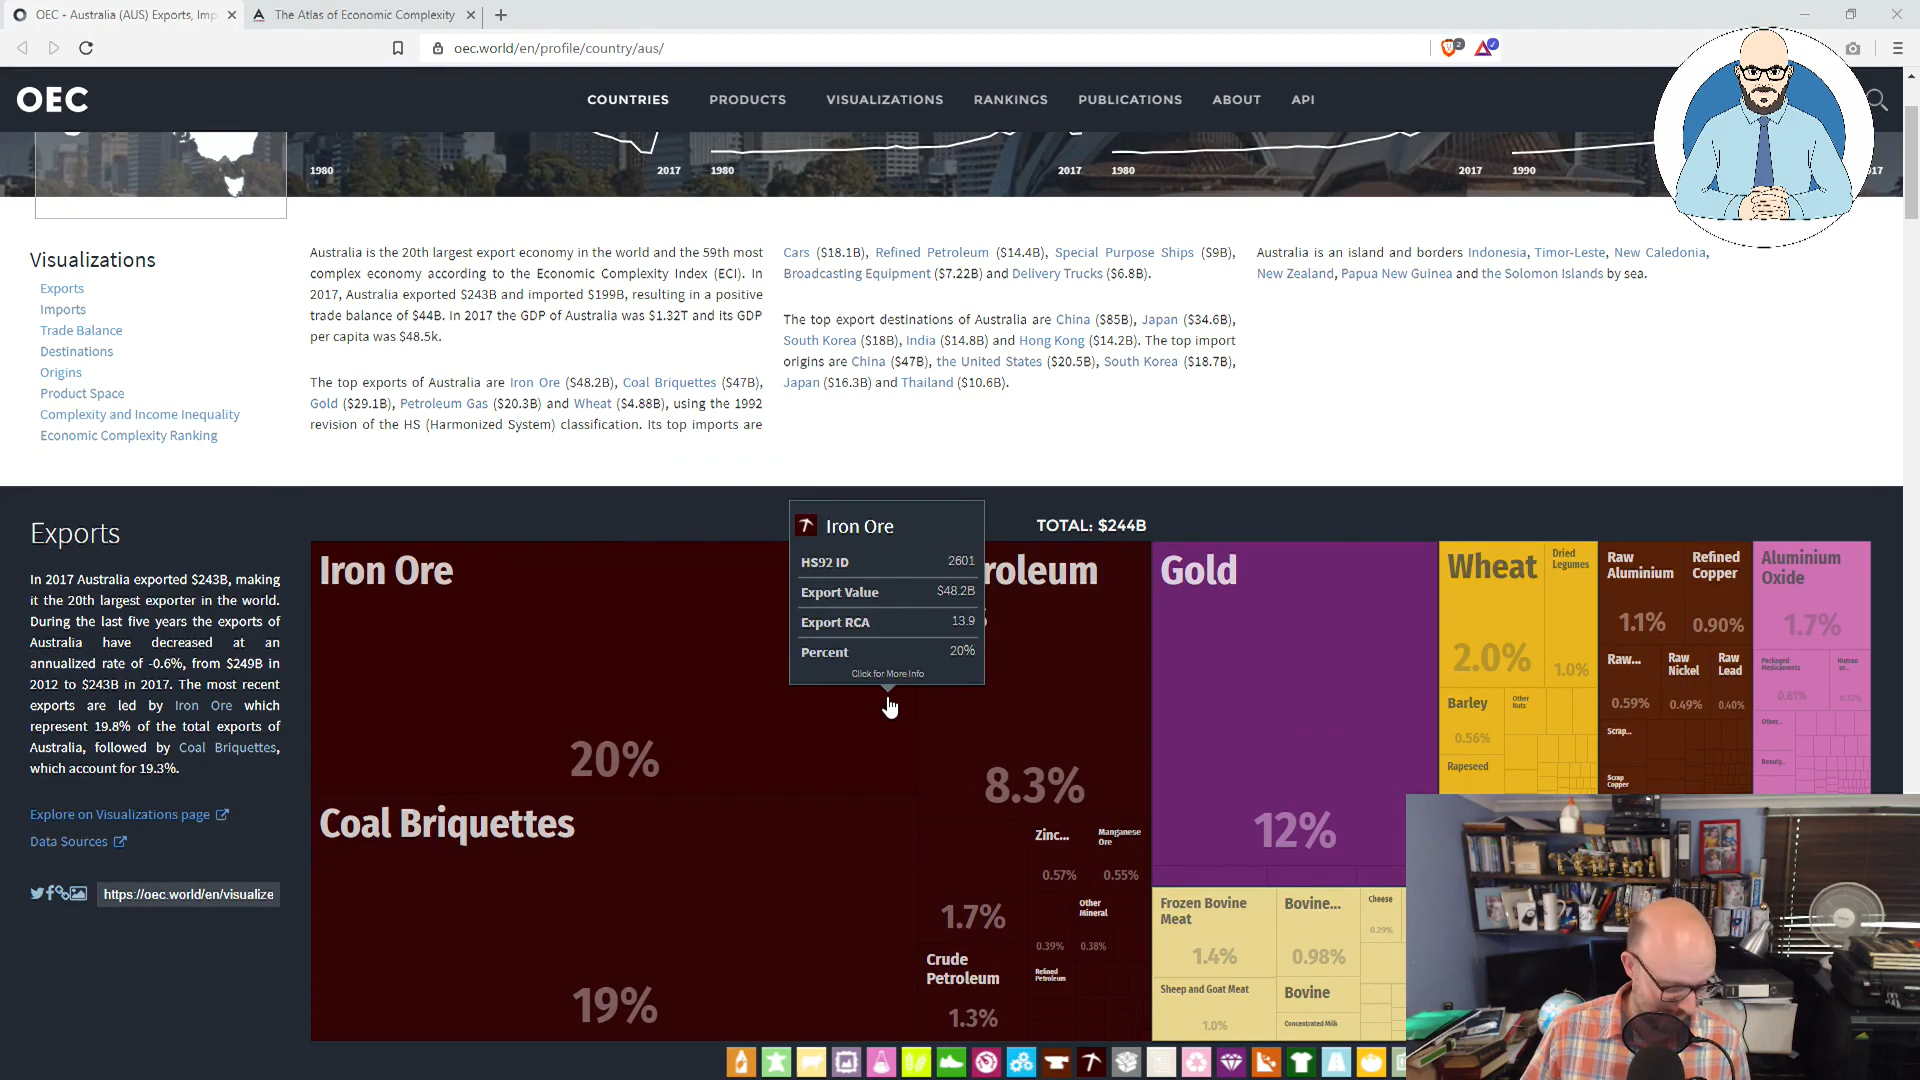 OEC - Australia (AUS) Exports, Imp
The Atlas of Economic Complexity
oec.world/en/profile/country/aus/
2
OEC
COUNTRIES
PRODUCTS
VISUALIZATIONS
RANKINGS
PUBLICATIONS
ABOUT
API
1980
2017
1980
2017
1980
2017
1990
17
Visualizations
Exports
Imports
Trade Balance
Destinations
Origins
Product Space
Complexity and Income Inequality
Economic Complexity Ranking
Australia is the 20th largest export economy in the world and the 59th most
complex economy according to the Economic Complexity Index (ECI). In
2017, Australia exported $243B and imported $199B, resulting in a positive
trade balance of $44B. In 2017 the GDP of Australia was $1.32T and its GDP
per capita was $48.5k.
The top exports of Australia are Iron Ore ($48.2B), Coal Briquettes ($47B),
Gold ($29.1B), Petroleum Gas ($20.3B) and Wheat ($4.88B), using the 1992
revision of the HS (Harmonized System) classification. Its top imports are
Cars ($18.1B), Refined Petroleum ($14.4B), Special Purpose Ships ($9B),
Broadcasting Equipment ($7.22B) and Delivery Trucks ($6.8B).
The top export destinations of Australia are China ($85B), Japan ($34.6B),
South Korea ($18B), India ($14.8B) and Hong Kong ($14.2B). The top import
origins are China ($47B), the United States ($20.5B), South Korea ($18.7B),
Japan ($16.3B) and Thailand ($10.6B).
Australia is an island and borders Indonesia, Timor-Leste, New Caledonia,
New Zealand, Papua New Guinea and the Solomon Islands by sea.
Exports
In 2017 Australia exported $243B, making
it the 20th largest exporter in the world.
During the last five years the exports of
Australia have decreased at an
annualized rate of -0.6%, from $249B in
2012 to $243B in 2017. The most recent
exports are led by Iron Ore which
represent 19.8% of the total exports of
Australia, followed by Coal Briquettes,
which account for 19.3%.
Explore on Visualizations page
Data Sources
https://oec.world/en/visualize
TOTAL: $244B
Iron Ore
HS92 ID 2601
Export Value $48.2B
Export RCA 13.9
Percent 20%
Click for More Info
Iron Ore
20%
Coal Briquettes
19%
roleum
8.3%
1.7%
Crude
Petroleum
1.3%
Zinc...
0.57%
Manganese
Ore
0.55%
0.39%
Other
Mineral
0.38%
Refined
Petroleum
Gold
12%
Wheat
2.0%
Dried
Legumes
1.0%
Barley
0.56%
Other
Nuts
Rapeseed
Raw
Aluminium
1.1%
Refined
Copper
0.90%
Raw...
0.59%
Raw
Nickel
0.49%
Raw
Lead
0.40%
Scrap...
Scrap
Copper
Aluminium
Oxide
1.7%
Packaged
Medicaments
0.61%
Human
or...
0.33%
Other...
Beauty...
Frozen Bovine
Meat
1.4%
Bovine...
0.98%
Cheese
0.29%
Sheep and Goat Meat
1.0%
Bovine
Concentrated Milk